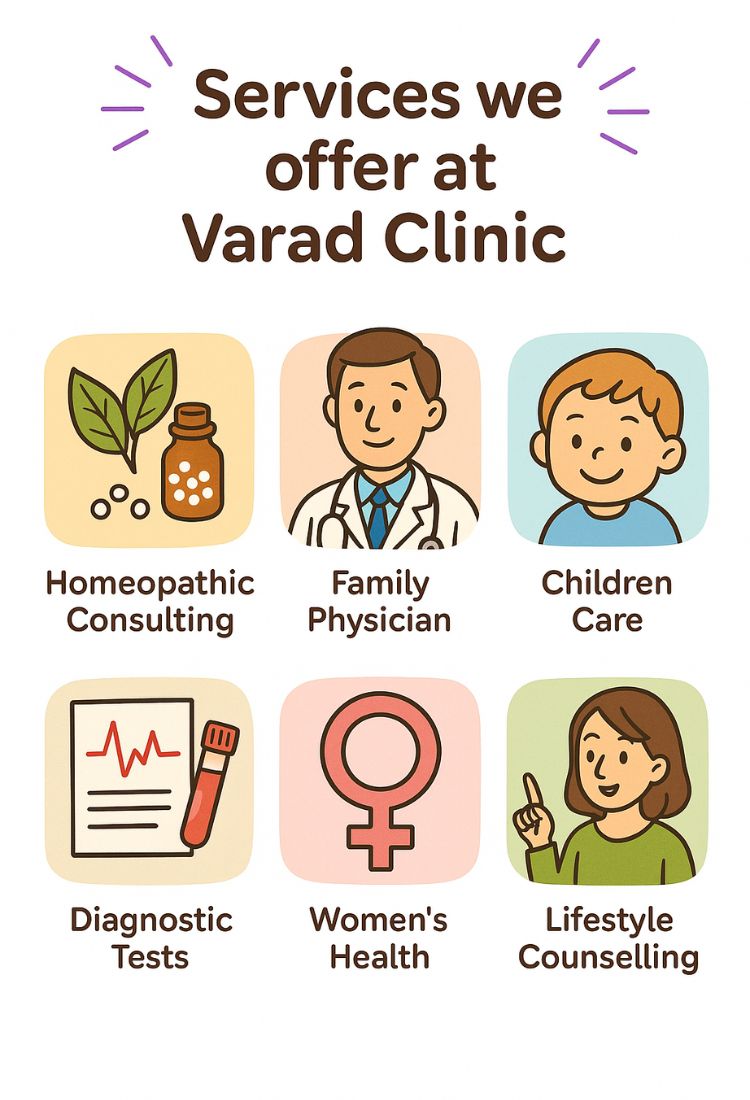 Services we
offer at
Varad Clinic
Homeopathic
Consulting
Family
Physician
Children
Care
Diagnostic
Tests
Women's
Health
Lifestyle
Counselling